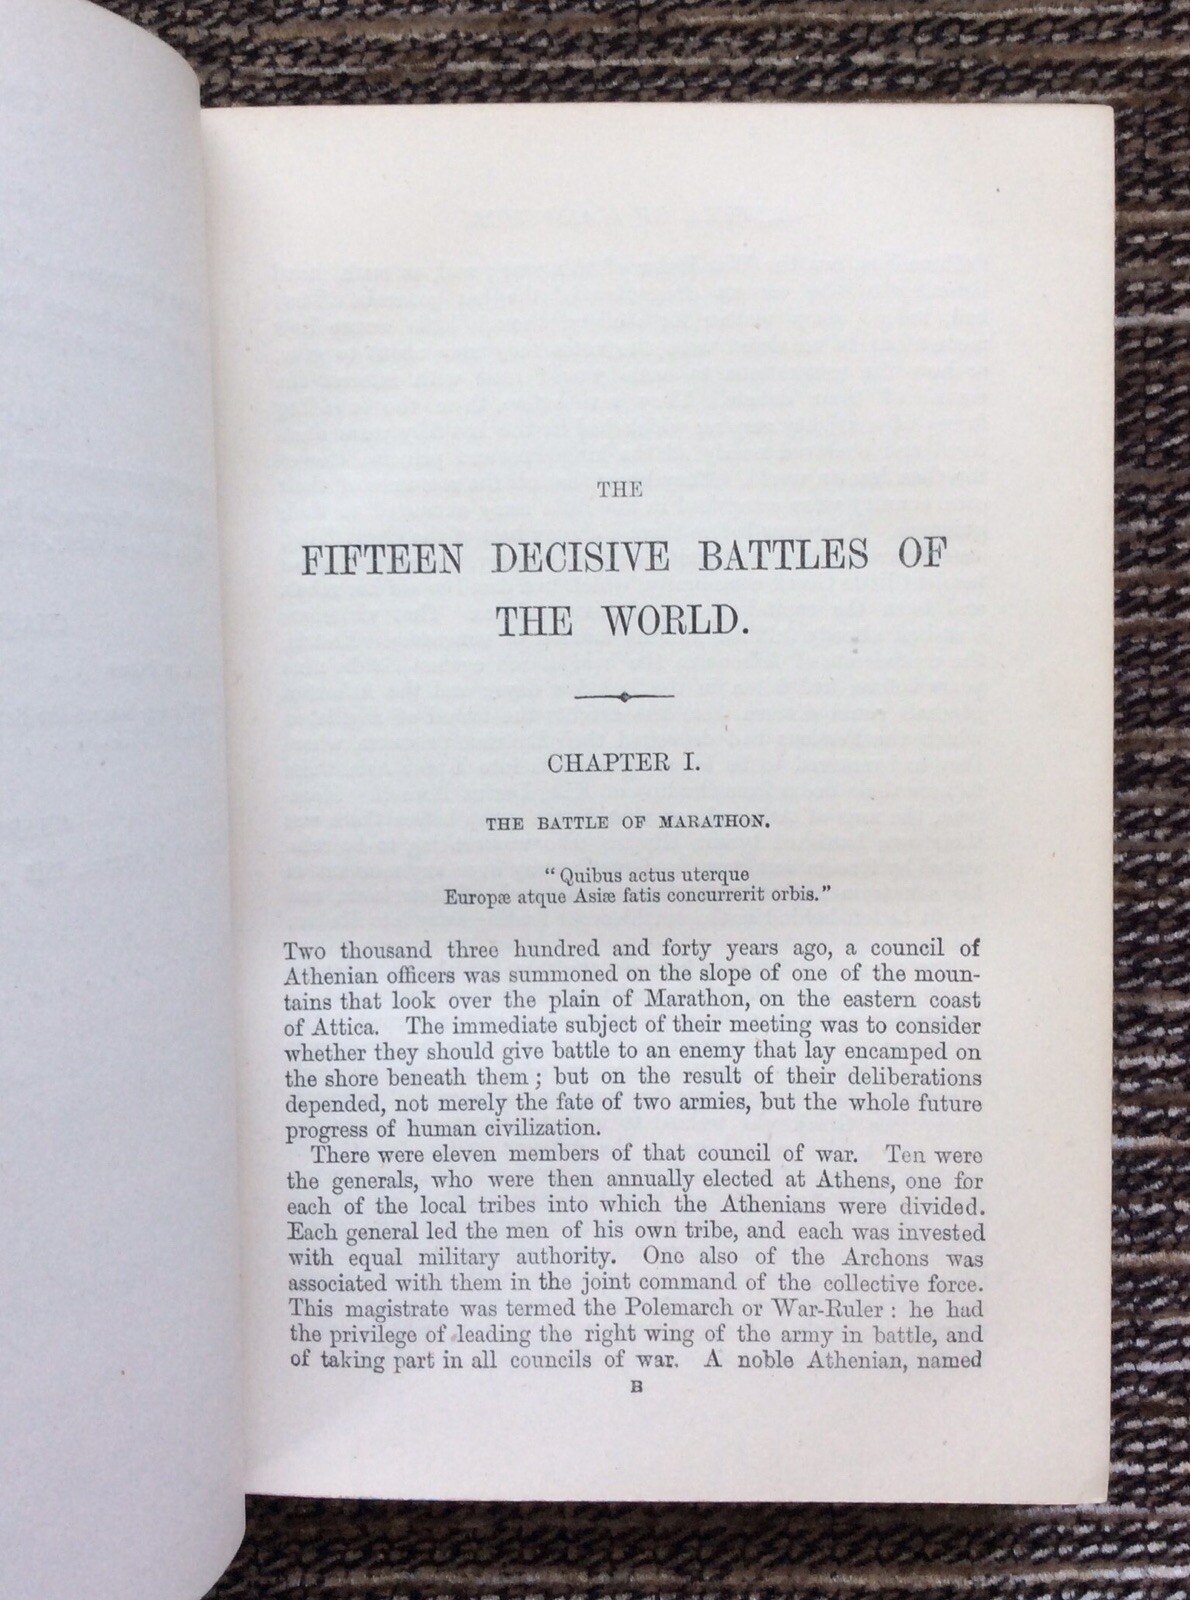 THE
FIFTEEN DECISIVE BATTLES OF
THE WORLD.
CHAPTER I.
THE BATTLE OF MARATHON.
“Quibus actus uterque
Europæ atque Asiæ fatis concurrerit orbis.”
Two thousand three hundred and forty years ago, a council of
Athenian officers was summoned on the slope of one of the moun-
tains that look over the plain of Marathon, on the eastern coast
of Attica. The immediate subject of their meeting was to consider
whether they should give battle to an enemy that lay encamped on
the shore beneath them; but on the result of their deliberations
depended, not merely the fate of two armies, but the whole future
progress of human civilization.
There were eleven members of that council of war. Ten were
the generals, who were then annually elected at Athens, one for
each of the local tribes into which the Athenians were divided.
Each general led the men of his own tribe, and each was invested
with equal military authority. One also of the Archons was
associated with them in the joint command of the collective force.
This magistrate was termed the Polemarch or War-Ruler: he had
the privilege of leading the right wing of the army in battle, and
of taking part in all councils of war. A noble Athenian, named
B